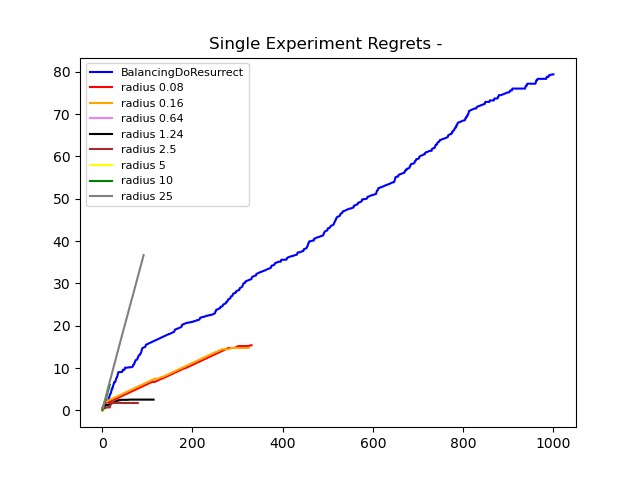 Single Experiment Regrets -
BalancingDoResurrect
radius 0.08
radius 0.16
radius 0.64
radius 1.24
radius 2.5
radius 5
radius 10
radius 25
80
70
60
50
40
30
20
10
0
0 200 400 600 800 1000